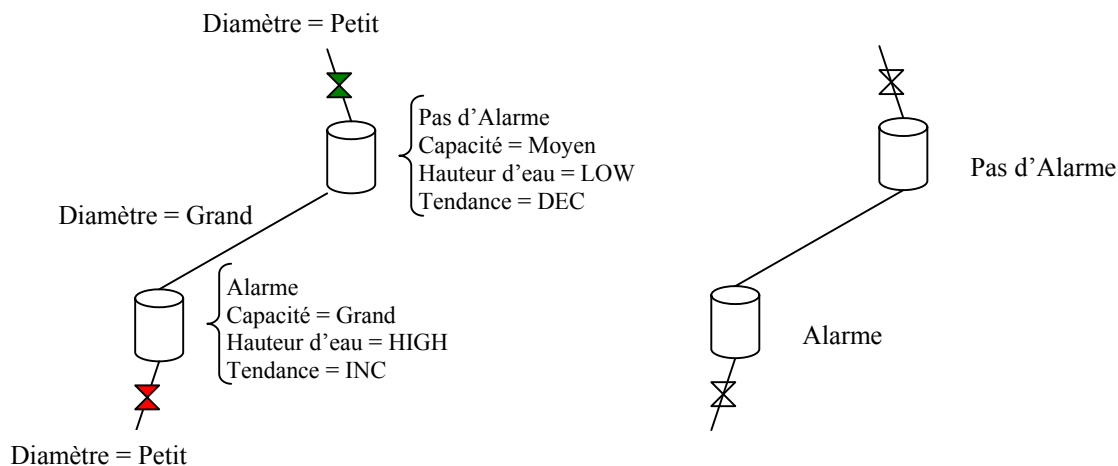 Diamètre = Petit
Pas d'Alarme
Capacité = Moyen
Hauteur d'eau = LOW
Tendance = DEC
Diamètre = Grand
Alarme
Capacité = Grand
Hauteur d'eau = HIGH
Tendance = INC
Diamètre = Petit
Pas d'Alarme
Alarme